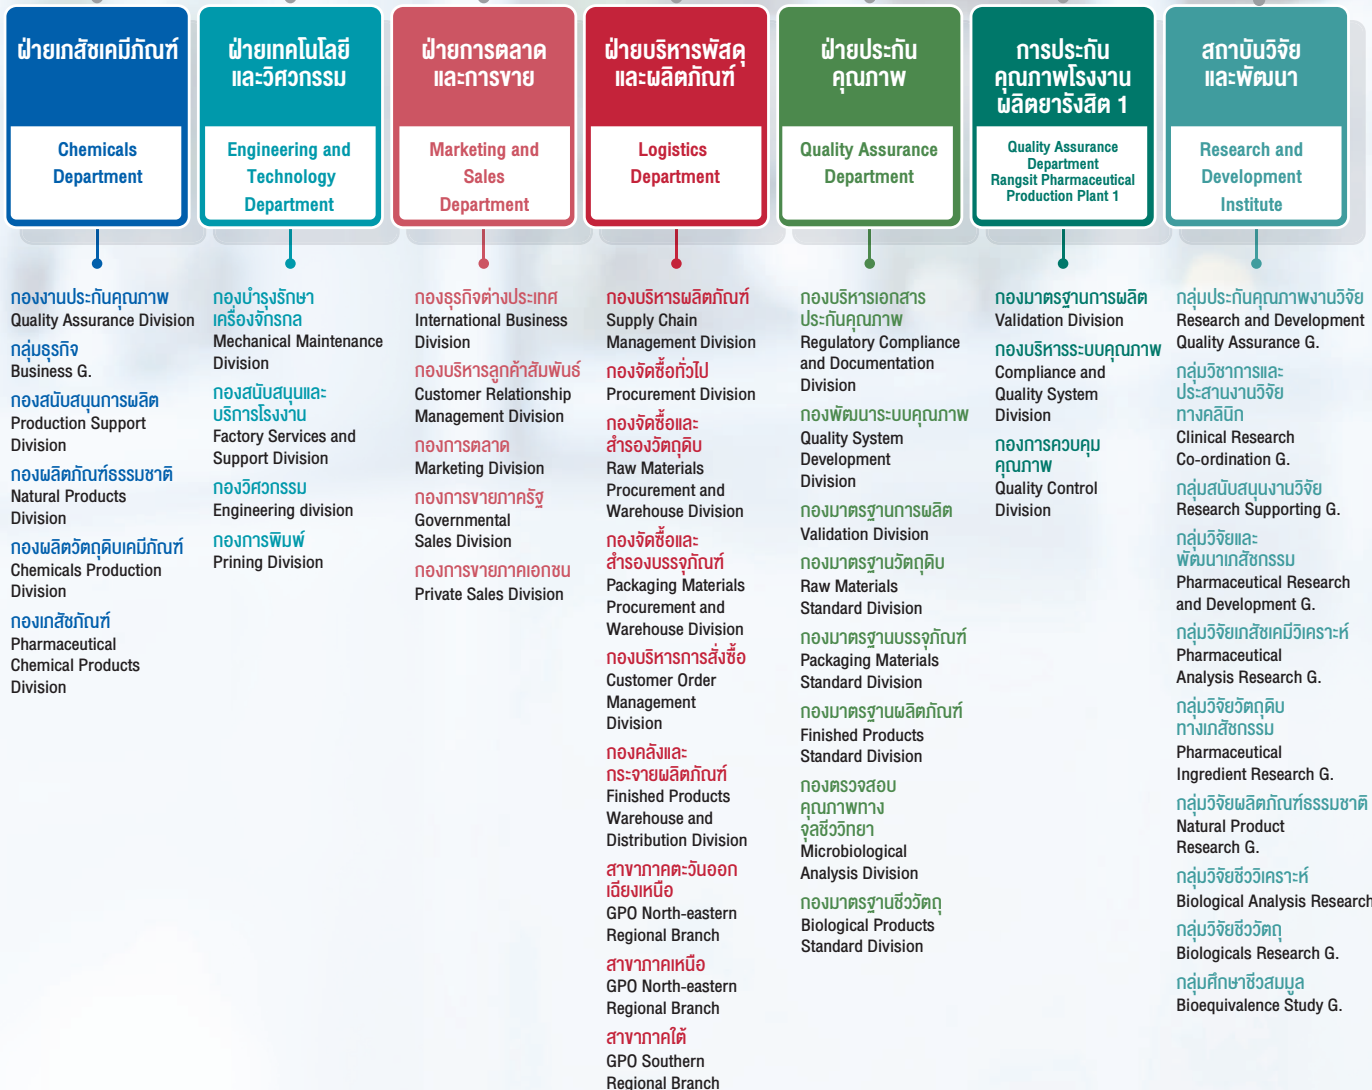 ฝ่ายเภสัชเคมีภัณฑ์
Chemicals
Department
กองงานประกันคุณภาพ
Quality Assurance Division
กลุ่มธุรกิจ
Business G.
กองสนับสนุนการผลิต
Production Support
Division
กองผลิตภัณฑ์ธรรมชาติ
Natural Products
Division
กองผลิตวัตถุดิบเคมีภัณฑ์
Chemicals Production
Division
กองเภสัชภัณฑ์
Pharmaceutical
Chemical Products
Division
ฝ่ายเทคโนโลยี
และวิศวกรรม
Engineering and
Technology
Department
กองบำรุงรักษา
เครื่องจักรกล
Mechanical Maintenance
Division
กองสนับสนุนและ
บริการโรงงาน
Factory Services and
Support Division
กองวิศวกรรม
Engineering division
กองการพิมพ์
Prining Division
ฝ่ายการตลาด
และการขาย
Marketing and
Sales
Department
กองธุรกิจต่างประเทศ
International Business
Division
กองบริหารลูกค้าสัมพันธ์
Customer Relationship
Management Division
กองการตลาด
Marketing Division
กองการขายภาครัฐ
Governmental
Sales Division
กองการขายภาคเอกชน
Private Sales Division
ฝ่ายบริหารพัสดุ
และผลิตภัณฑ์
Logistics
Department
กองบริหารผลิตภัณฑ์
Supply Chain
Management Division
กองจัดซื้อทั่วไป
Procurement Division
กองจัดซื้อและ
สำรองวัตถุดิบ
Raw Materials
Procurement and
Warehouse Division
กองจัดซื้อและ
สำรองบรรจุภัณฑ์
Packaging Materials
Procurement and
Warehouse Division
กองบริหารการสั่งซื้อ
Customer Order
Management
Division
กองคลังและ
กระจายผลิตภัณฑ์
Finished Products
Warehouse and
Distribution Division
สาขาภาคตะวันออก
เฉียงเหนือ
GPO North-eastern
Regional Branch
สาขาภาคเหนือ
GPO North-eastern
Regional Branch
สาขาภาคใต้
GPO Southern
Regional Branch
ฝ่ายประกัน
คุณภาพ
Quality Assurance
Department
กองบริหารเอกสาร
ประกันคุณภาพ
Regulatory Compliance
and Documentation
Division
กองพัฒนาระบบคุณภาพ
Quality System
Development
Division
กองมาตรฐานการผลิต
Validation Division
กองมาตรฐานวัตถุดิบ
Raw Materials
Standard Division
กองมาตรฐานบรรจุภัณฑ์
Packaging Materials
Standard Division
กองมาตรฐานผลิตภัณฑ์
Finished Products
Standard Division
กองตรวจสอบ
คุณภาพทาง
จุลชีววิทยา
Microbiological
Analysis Division
กองมาตรฐานชีววัตถุ
Biological Products
Standard Division
การประกัน
คุณภาพโรงงาน
ผลิตยารังสิต 1
Quality Assurance
Department
Rangsit Pharmaceutical
Production Plant 1
กองมาตรฐานการผลิต
Validation Division
กองบริหารระบบคุณภาพ
Compliance and
Quality System
Division
กองการควบคุม
คุณภาพ
Quality Control
Division
สถาบันวิจัย
และพัฒนา
Research and
Development
Institute
กลุ่มประกันคุณภาพงานวิจัย
Research and Development
Quality Assurance G.
กลุ่มวิชาการและ
ประสานงานวิจัย
ทางคลินิก
Clinical Research
Co-ordination G.
กลุ่มสนับสนุนงานวิจัย
Research Supporting G.
กลุ่มวิจัยและ
พัฒนาเภสัชกรรม
Pharmaceutical Research
and Development G.
กลุ่มวิจัยเภสัชเคมีวิเคราะห์
Pharmaceutical
Analysis Research G.
กลุ่มวิจัยวัตถุดิบ
ทางเภสัชกรรม
Pharmaceutical
Ingredient Research G.
กลุ่มวิจัยผลิตภัณฑ์ธรรมชาติ
Natural Product
Research G.
กลุ่มวิจัยชีววิเคราะห์
Biological Analysis Research
กลุ่มวิจัยชีววัตถุ
Biologicals Research G.
กลุ่มศึกษาชีวสมมูล
Bioequivalence Study G.